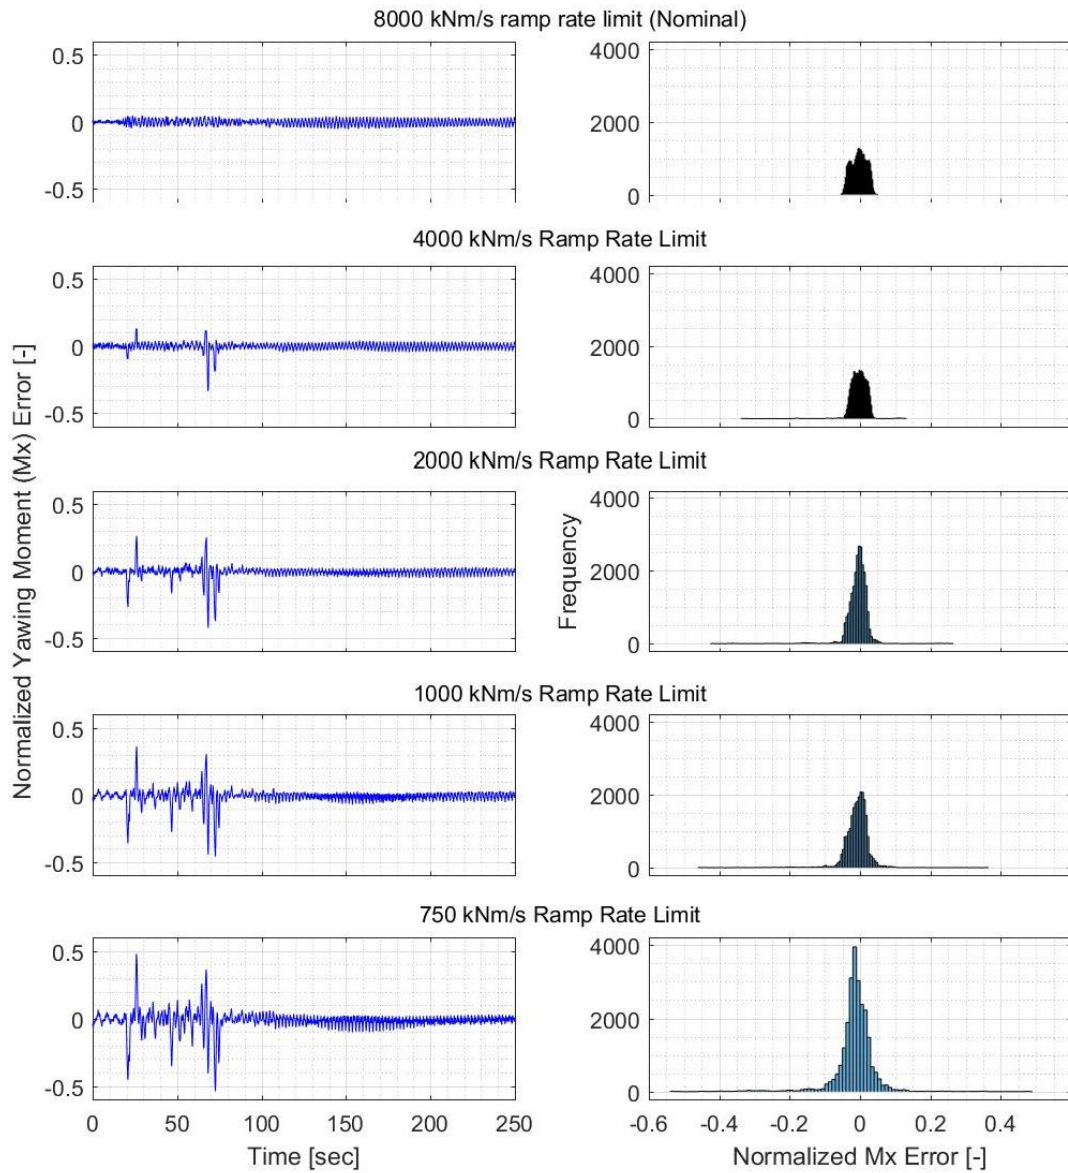 8000 kNm/s ramp rate limit (Nominal)
0.5
0
-0.5
4000
2000
0
4000 kNm/s Ramp Rate Limit
0.5
0
-0.5
4000
2000
0
2000 kNm/s Ramp Rate Limit
0.5
0
-0.5
4000
2000
0
1000 kNm/s Ramp Rate Limit
0.5
0
-0.5
4000
2000
0
750 kNm/s Ramp Rate Limit
0.5
0
-0.5
4000
2000
0
0 50 100 150 200 250
-0.6 -0.4 -0.2 0 0.2 0.4
Normalized Yawing Moment (Mx) Error [-]
Frequency
Time [sec]
Normalized Mx Error [-]